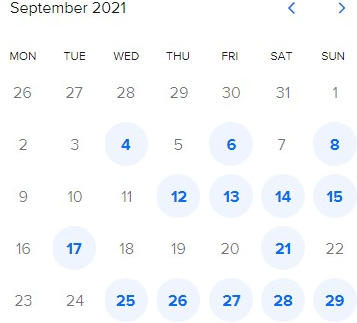 September 2021
MON TUE WED THU FRI SAT SUN
26 27 28 29 30 31 1
2 3 4 5 6 7 8
9 10 11 12 13 14 15
16 17 18 19 20 21 22
23 24 25 26 27 28 29